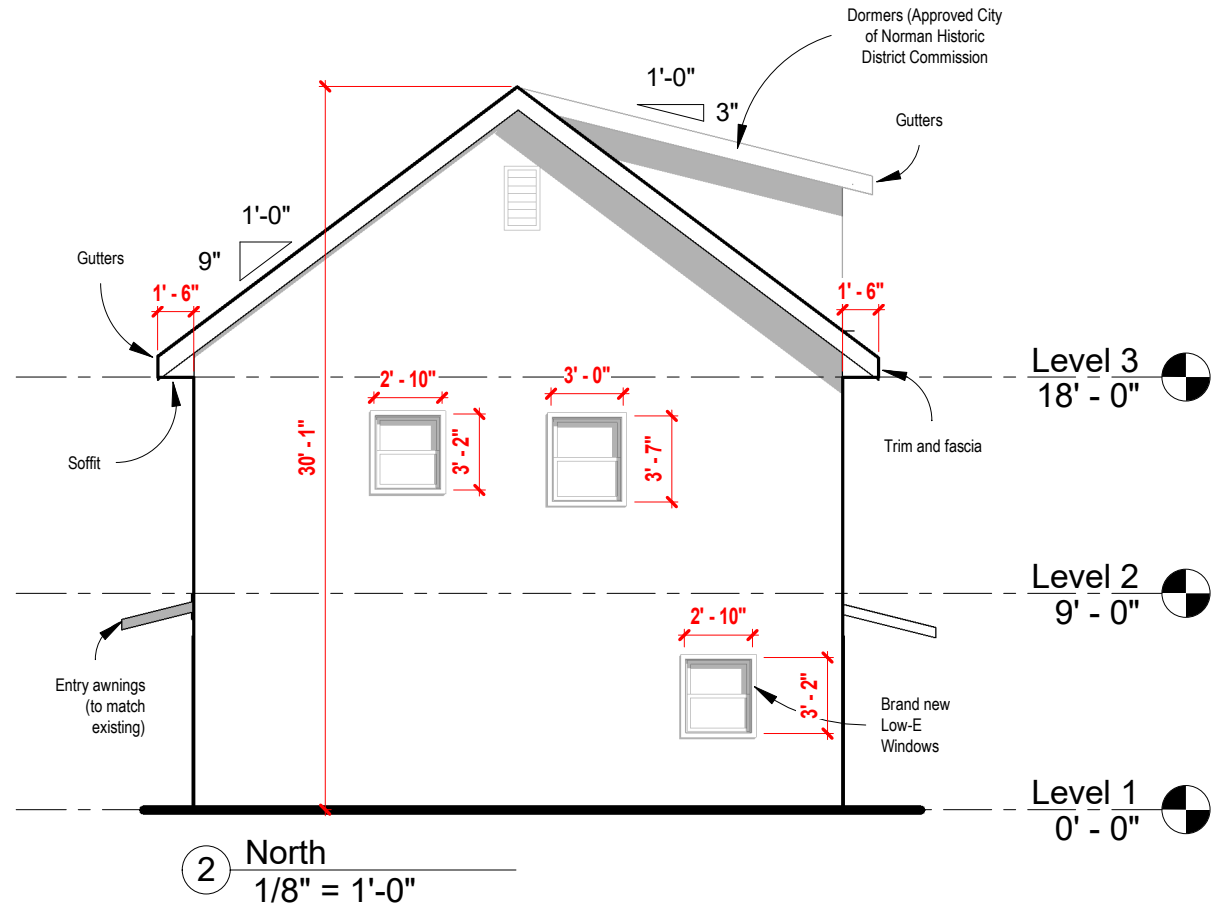 Dormers (Approved City
of Norman Historic
District Commission
1'-0"
3"
Gutters
1'-0"
9"
Gutters
1' - 6"
1' - 6"
Level 3
18' - 0"
2' - 10"
3' - 0"
30' - 1"
3' - 2"
3' - 7"
Soffit
Trim and fascia
Level 2
9' - 0"
2' - 10"
3' - 2"
Entry awnings
(to match
existing)
Brand new
Low-E
Windows
Level 1
0' - 0"
2
North
1/8" = 1'-0"